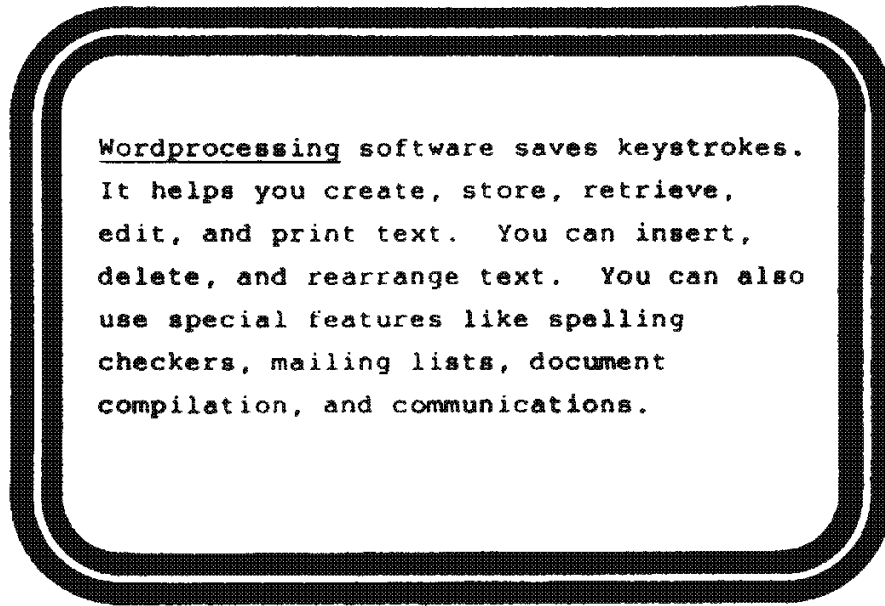 Wordprocessing software saves keystrokes.
It helps you create, store, retrieve,
edit, and print text.  You can insert,
delete, and rearrange text.  You can also
use special features like spelling
checkers, mailing lists, document
compilation, and communications.